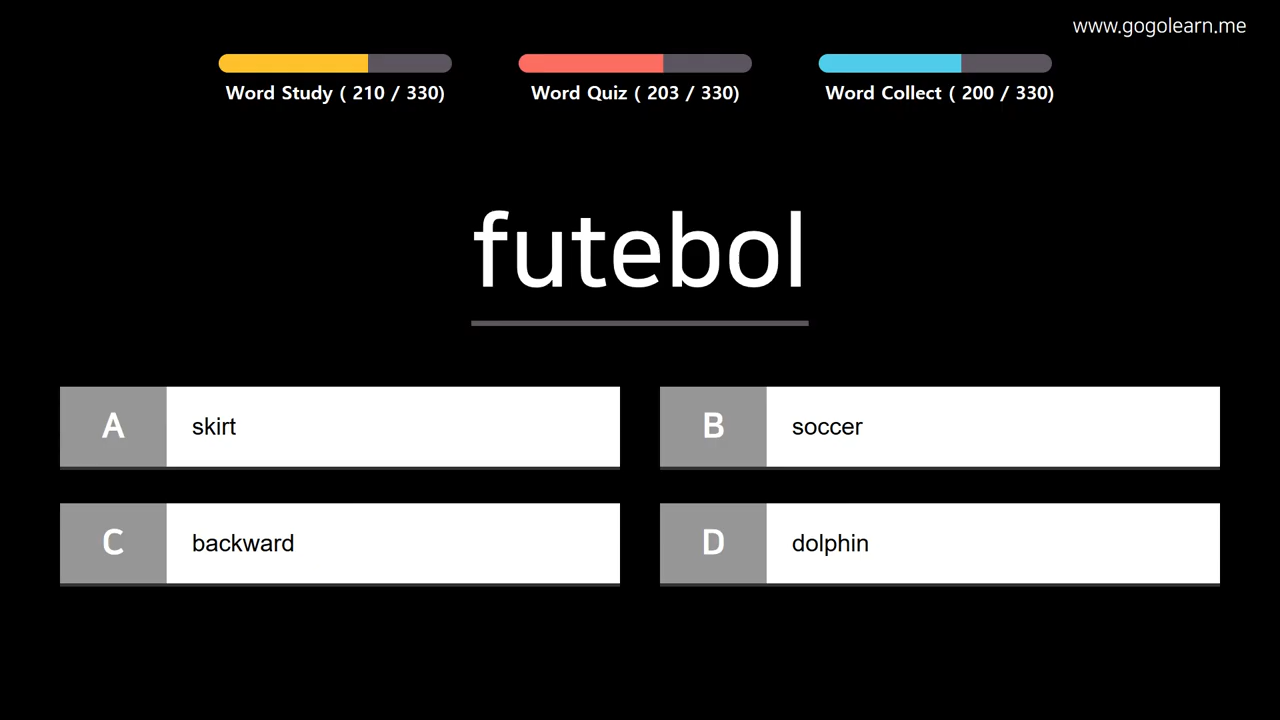 www.gogolearn.me
Word Study ( 210 / 330)
Word Quiz ( 203 / 330)
Word Collect ( 200 / 330)
futebol
A skirt
B soccer
C backward
D dolphin